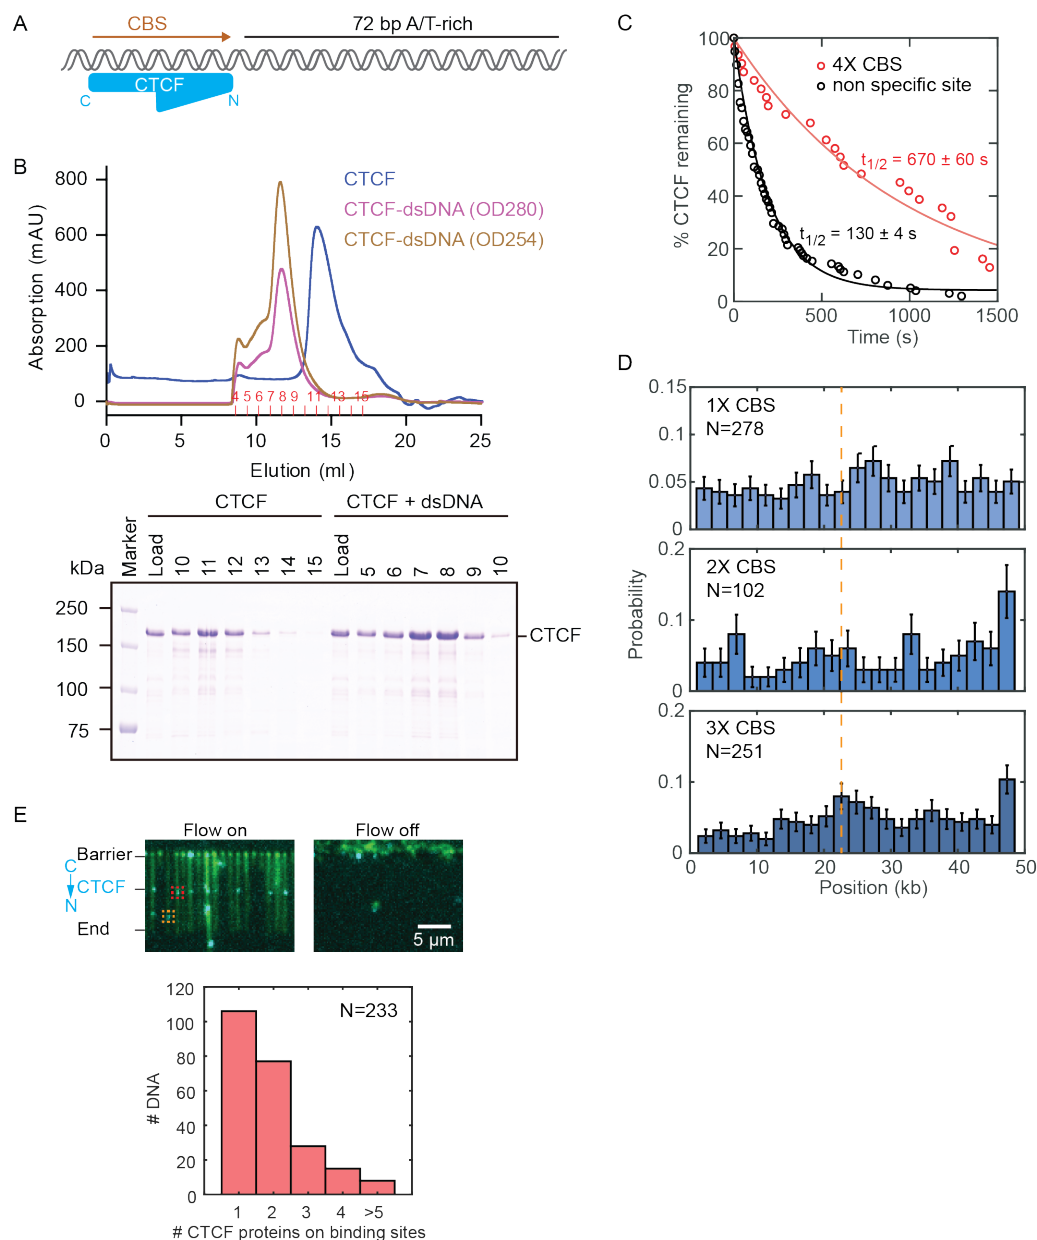 A
CBS
72 bp A/T-rich
CTCF
C
N
B
800
600
400
200
0
Absorption (mAU)
CTCF
CTCF-dsDNA (OD280)
CTCF-dsDNA (OD254)
4 5 6 7 8 9 11 13 15
0 5 10 15 20 25
Elution (ml)
CTCF
CTCF + dsDNA
kDa
Marker
Load
10
11
12
13
14
15
Load
5
6
7
8
9
10
250
150
100
75
CTCF
C
100
80
60
40
20
0
% CTCF remaining
4X CBS
non specific site
t1/2 = 670 ± 60 s
t1/2 = 130 ± 4 s
0 500 1000 1500
Time (s)
D
0.15
0.1
0.05
0
1X CBS
N=278
0.2
0.1
0
2X CBS
N=102
Probability
0.2
0.1
0
3X CBS
N=251
0 10 20 30 40 50
Position (kb)
E
Flow on
Flow off
Barrier
C
CTCF
N
End
5 µm
120
100
80
60
40
20
0
# DNA
N=233
1 2 3 4 >5
# CTCF proteins on binding sites